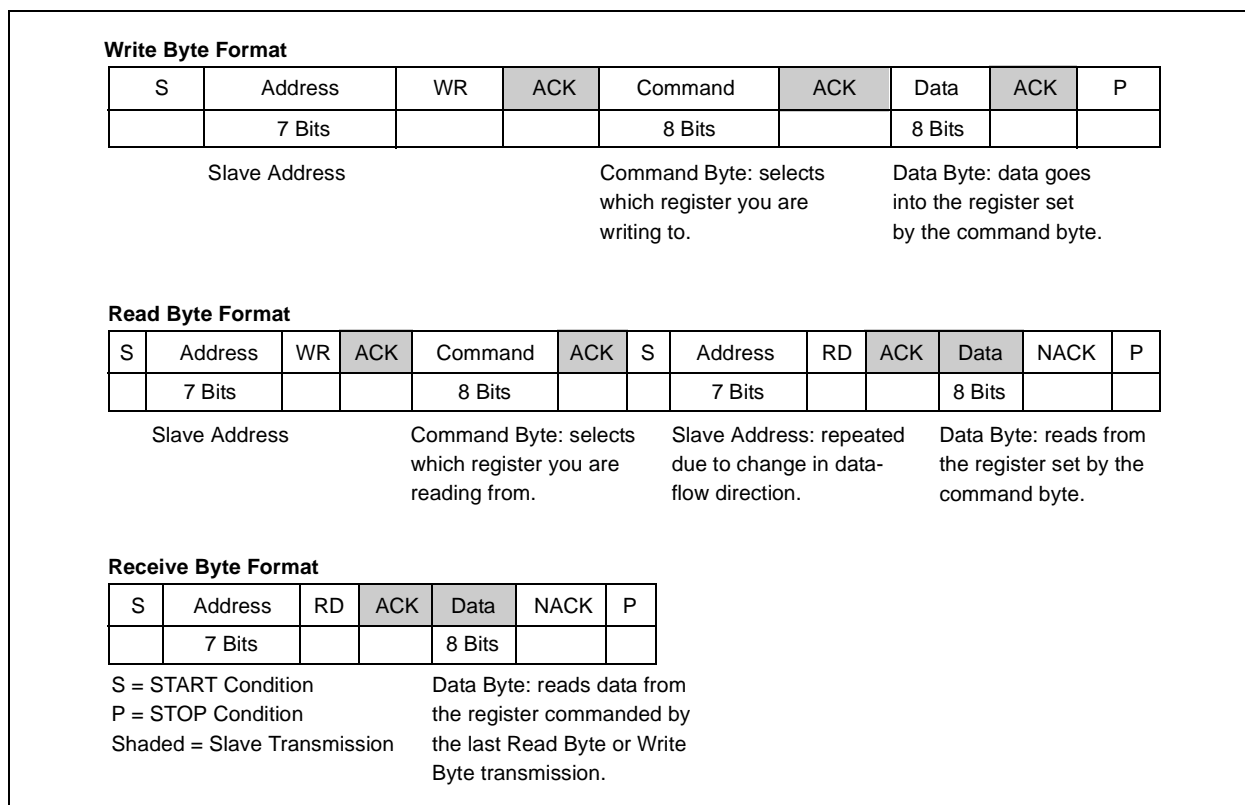 Write Byte Format
S Address WR ACK Command ACK Data ACK P
7 Bits 8 Bits 8 Bits
Slave Address
Command Byte: selects
which register you are
writing to.
Data Byte: data goes
into the register set
by the command byte.
Read Byte Format
S Address WR ACK Command ACK S Address RD ACK Data NACK P
7 Bits 8 Bits 7 Bits 8 Bits
Slave Address
Command Byte: selects
which register you are
reading from.
Slave Address: repeated
due to change in data-
flow direction.
Data Byte: reads from
the register set by the
command byte.
Receive Byte Format
S Address RD ACK Data NACK P
7 Bits 8 Bits
S = START Condition
P = STOP Condition
Shaded = Slave Transmission
Data Byte: reads data from
the register commanded by
the last Read Byte or Write
Byte transmission.